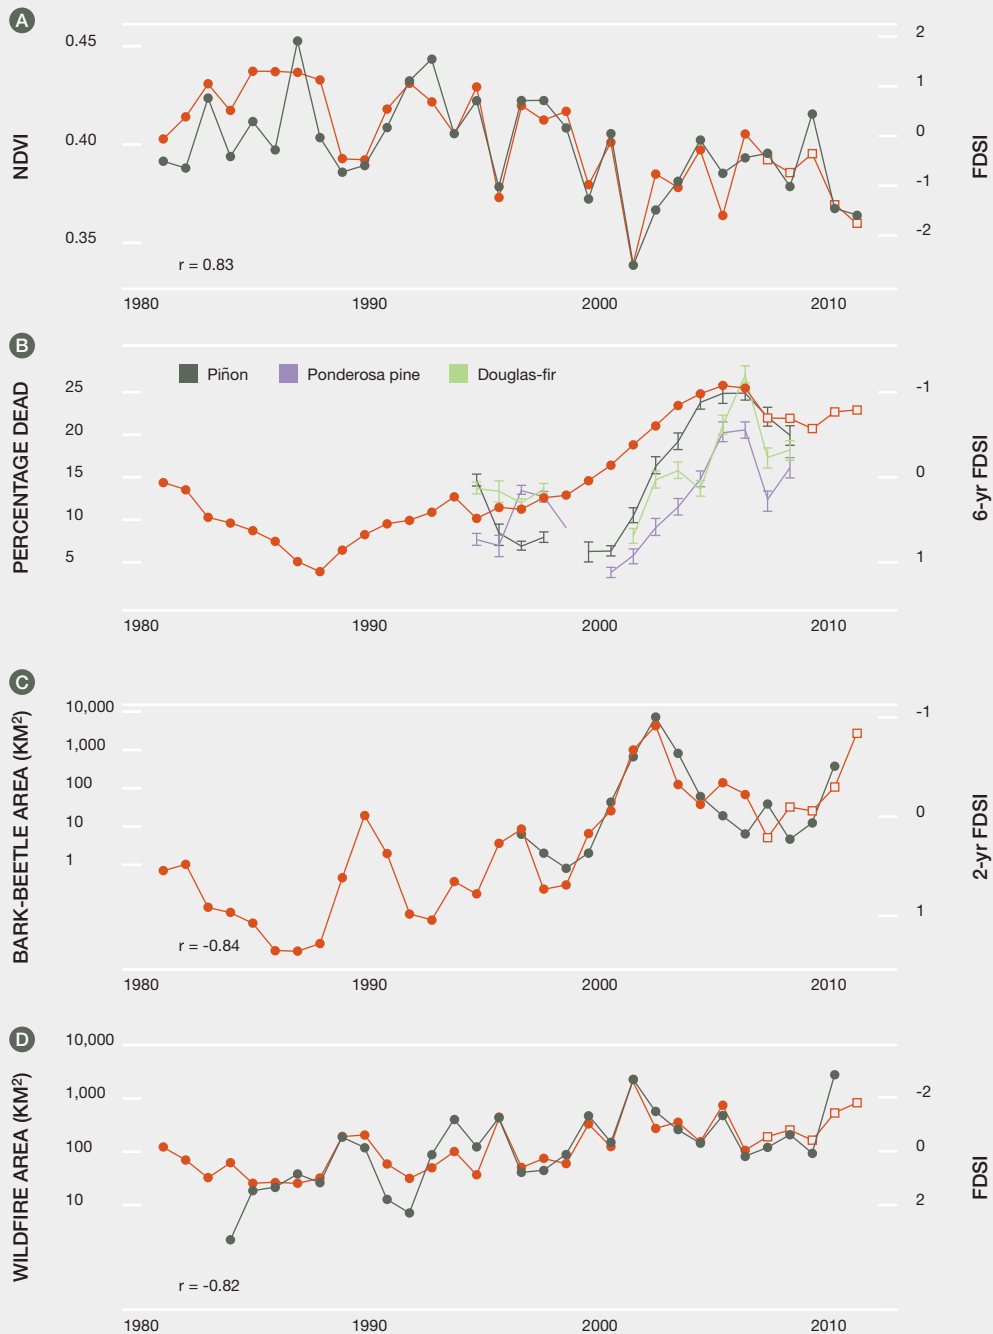 A
0.45
0.40
0.35
NDVI
2
1
0
-1
-2
FDSI
r = 0.83
1980
1990
2000
2010
B
Piñon
Ponderosa pine
Douglas-fir
25
20
15
10
5
PERCENTAGE DEAD
-1
0
1
6-yr FDSI
1980
1990
2000
2010
C
10,000
1,000
100
10
1
BARK-BEETLE AREA (KM²)
-1
0
1
2-yr FDSI
r = -0.84
1980
1990
2000
2010
D
10,000
1,000
100
10
WILDFIRE AREA (KM²)
-2
0
2
FDSI
r = -0.82
1980
1990
2000
2010